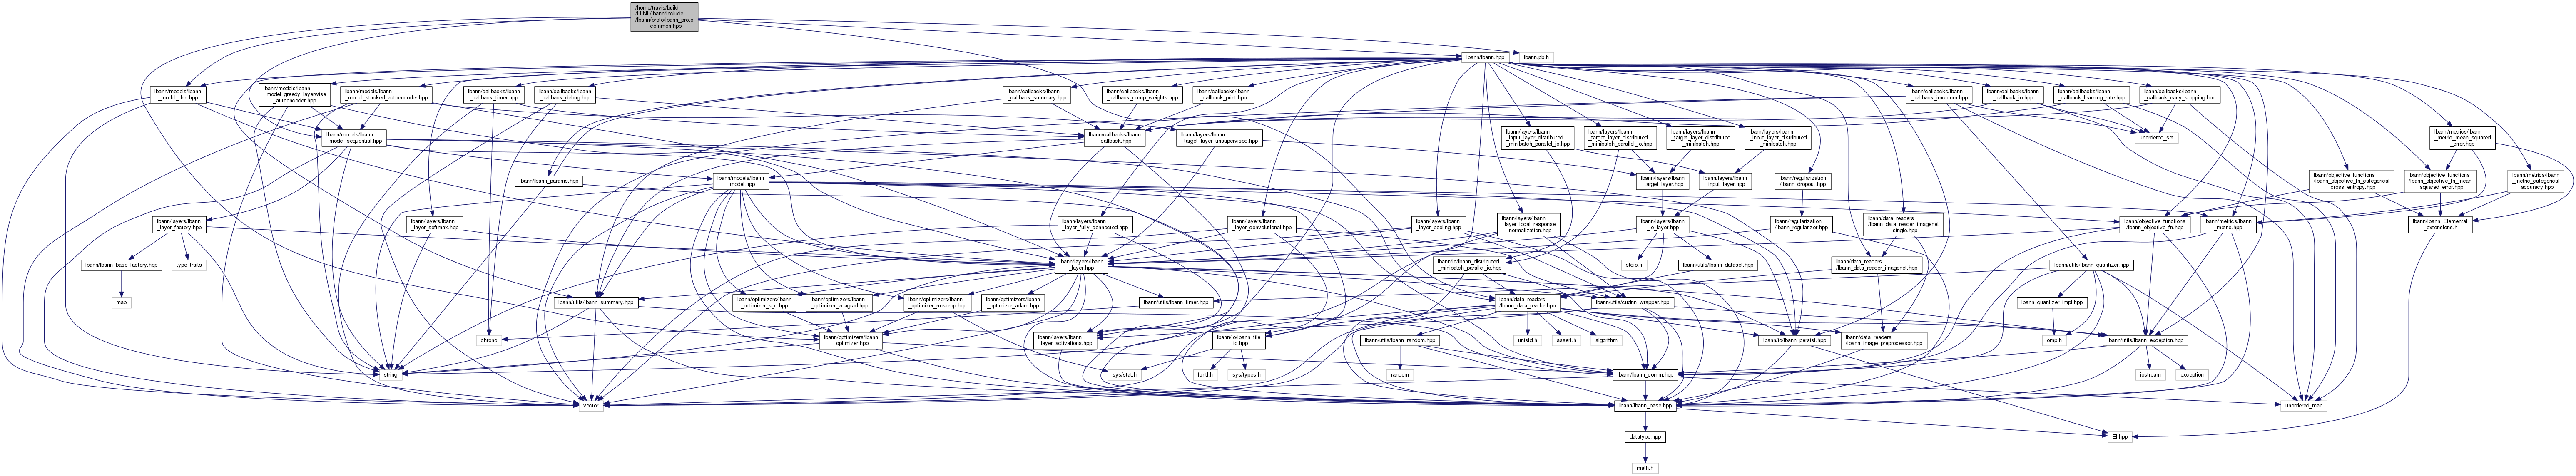 /home/travis/build
/LLNL/lbann/include
/lbann/proto/lbann_proto
_common.hpp
lbann/lbann.hpp
lbann.pb.h
lbann/models/lbann
_model_dnn.hpp
lbann/models/lbann
_model_greedy_layerwise
_autoencoder.hpp
lbann/models/lbann
_model_stacked_autoencoder.hpp
lbann/callbacks/lbann
_callback_timer.hpp
lbann/callbacks/lbann
_callback_debug.hpp
lbann/callbacks/lbann
_callback_summary.hpp
lbann/callbacks/lbann
_callback_dump_weights.hpp
lbann/callbacks/lbann
_callback_print.hpp
lbann/callbacks/lbann
_callback_imcomm.hpp
lbann/callbacks/lbann
_callback_io.hpp
lbann/callbacks/lbann
_callback_learning_rate.hpp
lbann/callbacks/lbann
_callback_early_stopping.hpp
lbann/models/lbann
_model_sequential.hpp
lbann/callbacks/lbann
_callback.hpp
lbann/layers/lbann
_target_layer_unsupervised.hpp
lbann/layers/lbann
_input_layer_distributed
_minibatch_parallel_io.hpp
lbann/layers/lbann
_target_layer_distributed
_minibatch_parallel_io.hpp
lbann/layers/lbann
_target_layer_distributed
_minibatch.hpp
lbann/layers/lbann
_input_layer_distributed
_minibatch.hpp
unordered_set
lbann/metrics/lbann
_metric_mean_squared
_error.hpp
lbann/lbann_params.hpp
lbann/models/lbann
_model.hpp
lbann/layers/lbann
_target_layer.hpp
lbann/layers/lbann
_input_layer.hpp
lbann/regularization
/lbann_dropout.hpp
lbann/objective_functions
/lbann_objective_fn_categorical
_cross_entropy.hpp
lbann/objective_functions
/lbann_objective_fn_mean
_squared_error.hpp
lbann/metrics/lbann
_metric_categorical
_accuracy.hpp
lbann/layers/lbann
_layer_factory.hpp
lbann/layers/lbann
_layer_softmax.hpp
lbann/layers/lbann
_layer_fully_connected.hpp
lbann/layers/lbann
_layer_convolutional.hpp
lbann/layers/lbann
_layer_pooling.hpp
lbann/layers/lbann
_layer_local_response
_normalization.hpp
lbann/layers/lbann
_io_layer.hpp
lbann/regularization
/lbann_regularizer.hpp
lbann/data_readers
/lbann_data_reader_imagenet
_single.hpp
lbann/objective_functions
/lbann_objective_fn.hpp
lbann/metrics/lbann
_metric.hpp
lbann/lbann_Elemental
_extensions.h
lbann/lbann_base_factory.hpp
type_traits
lbann/layers/lbann
_layer.hpp
lbann/io/lbann_distributed
_minibatch_parallel_io.hpp
stdio.h
lbann/utils/lbann_dataset.hpp
lbann/data_readers
/lbann_data_reader_imagenet.hpp
lbann/utils/lbann_quantizer.hpp
map
lbann/utils/lbann_summary.hpp
lbann/optimizers/lbann
_optimizer_sgd.hpp
lbann/optimizers/lbann
_optimizer_adagrad.hpp
lbann/optimizers/lbann
_optimizer_rmsprop.hpp
lbann/optimizers/lbann
_optimizer_adam.hpp
lbann/utils/lbann_timer.hpp
lbann/data_readers
/lbann_data_reader.hpp
lbann/utils/cudnn_wrapper.hpp
lbann_quantizer_impl.hpp
chrono
lbann/optimizers/lbann
_optimizer.hpp
lbann/layers/lbann
_layer_activations.hpp
lbann/io/lbann_file
_io.hpp
unistd.h
assert.h
algorithm
lbann/utils/lbann_random.hpp
lbann/io/lbann_persist.hpp
lbann/data_readers
/lbann_image_preprocessor.hpp
omp.h
lbann/utils/lbann_exception.hpp
string
sys/stat.h
fcntl.h
sys/types.h
random
lbann/lbann_comm.hpp
iostream
exception
vector
lbann/lbann_base.hpp
unordered_map
datatype.hpp
El.hpp
math.h